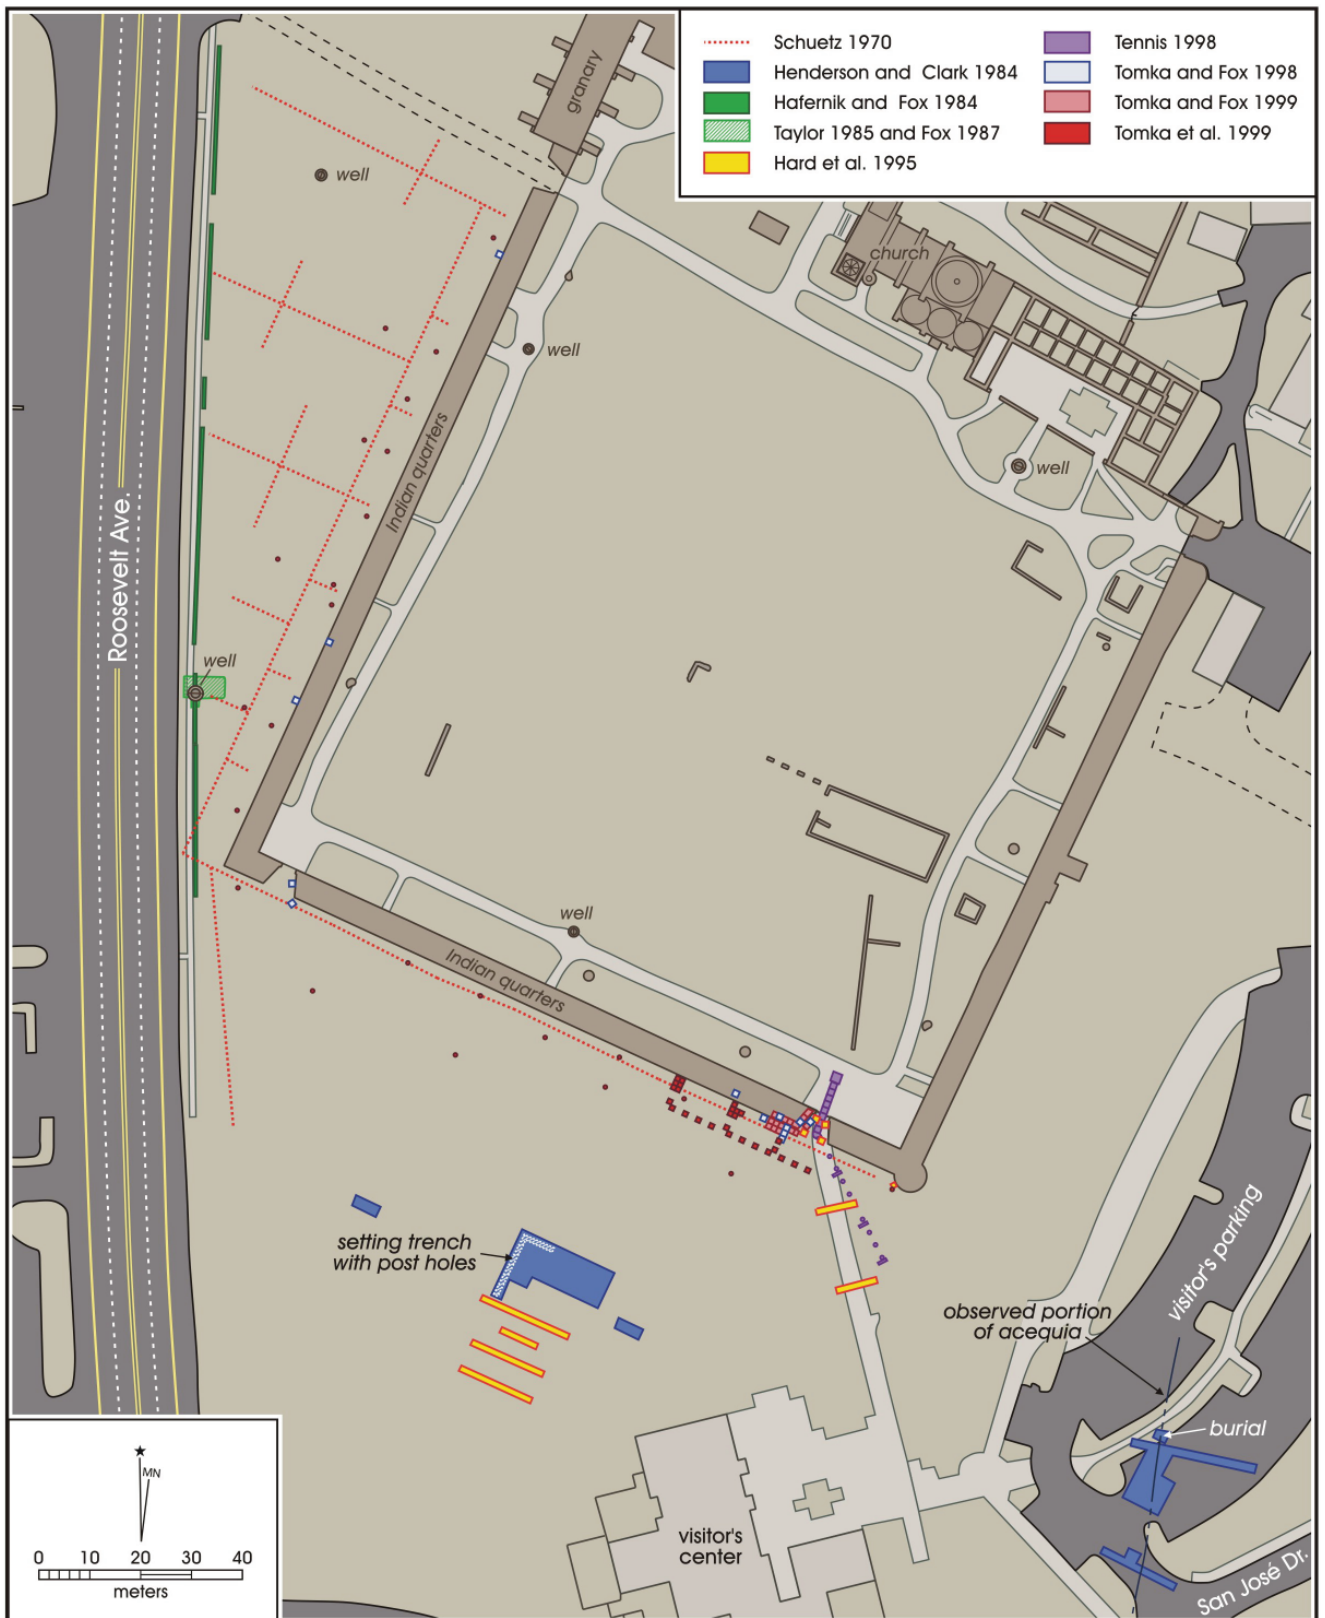 Schuetz 1970
Henderson and Clark 1984
Hafernik and Fox 1984
Taylor 1985 and Fox 1987
Hard et al. 1995
Tennis 1998
Tomka and Fox 1998
Tomka and Fox 1999
Tomka et al. 1999
granary
well
church
well
Indian quarters
well
Roosevelt Ave.
well
well
Indian quarters
setting trench
with post holes
visitor's parking
observed portion
of acequia
burial
visitor's
center
San José Dr.
MN
0 10 20 30 40
meters